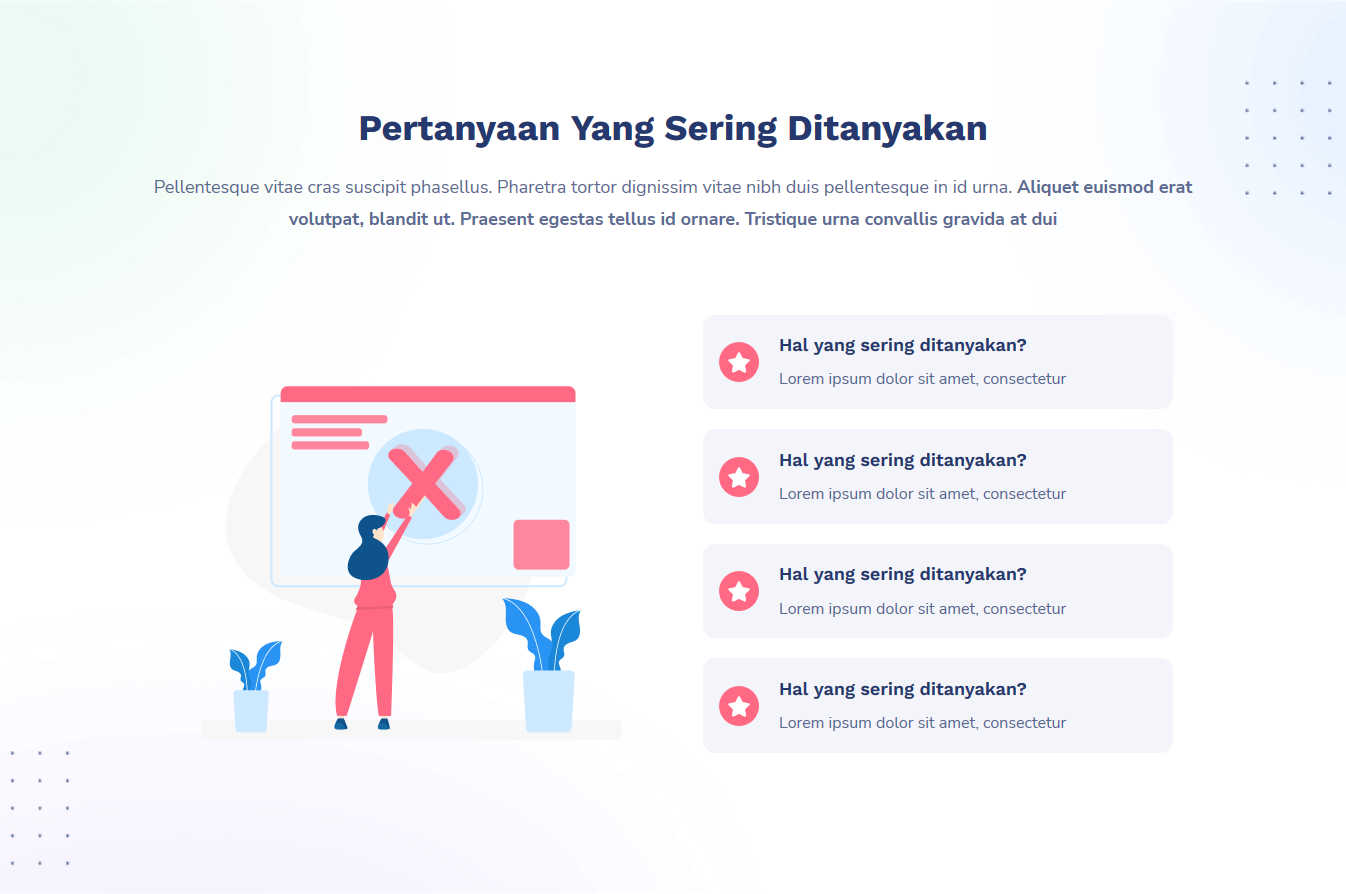 Pertanyaan Yang Sering Ditanyakan
Pellentesque vitae cras suscipit phasellus. Pharetra tortor dignissim vitae nibh duis pellentesque in id urna. Aliquet euismod erat
volutpat, blandit ut. Praesent egestas tellus id ornare. Tristique urna convallis gravida at dui
Hal yang sering ditanyakan?
Lorem ipsum dolor sit amet, consectetur
Hal yang sering ditanyakan?
Lorem ipsum dolor sit amet, consectetur
Hal yang sering ditanyakan?
Lorem ipsum dolor sit amet, consectetur
Hal yang sering ditanyakan?
Lorem ipsum dolor sit amet, consectetur